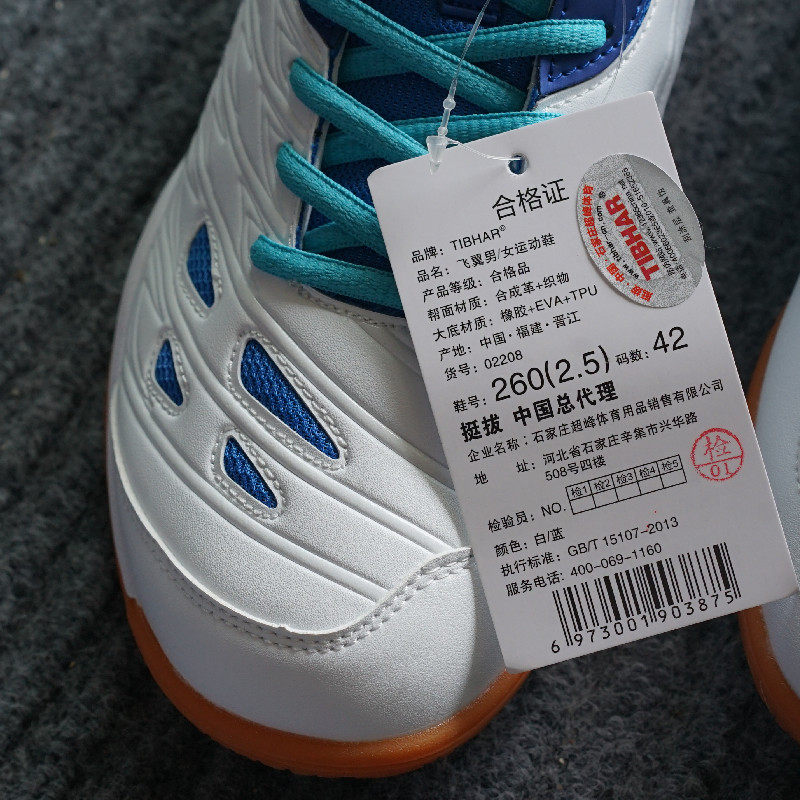 合格证
品牌: TIBHAR®
品名: 飞翼男/女运动鞋
产品等级: 合格品
帮面材质: 合成革+织物
大底材质: 橡胶+EVA+TPU
产地: 中国·福建·晋江
货号: 02208
鞋号: 260(2.5) 码数: 42
挺拔 中国总代理
企业名称: 石家庄超峰体育用品销售有限公司
地 址: 河北省石家庄辛集市兴华路
508号四楼
检验员: NO. 检1 检2 检3 检4 检5
颜色: 白/蓝
执行标准: GB/T 15107-2013
服务电话: 400-069-1160
6 973001 903875
检
01
TIBHAR